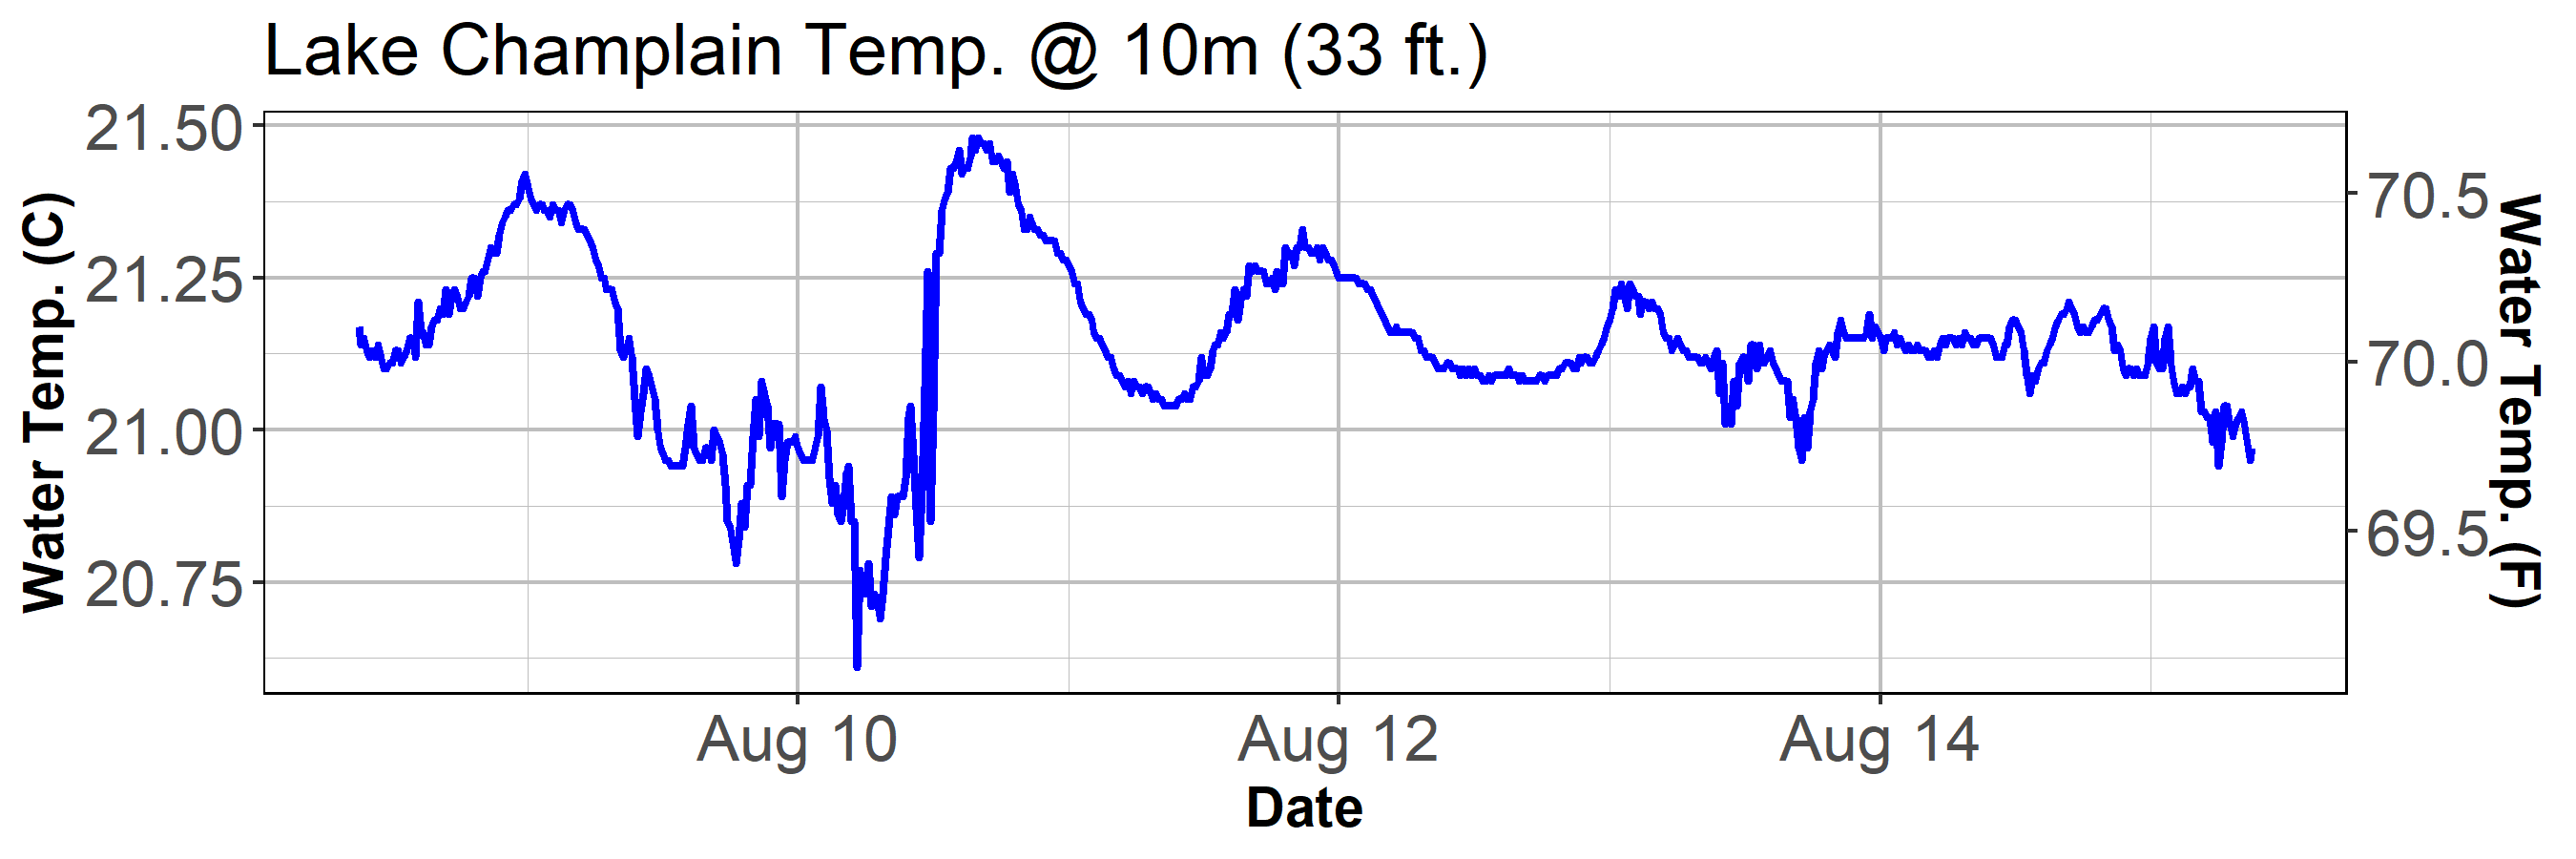 Lake Champlain Temp. @ 10m (33 ft.)
Water Temp. (C)
21.50
21.25
21.00
20.75
70.5
70.0
69.5
Water Temp. (F)
Aug 10
Aug 12
Aug 14
Date